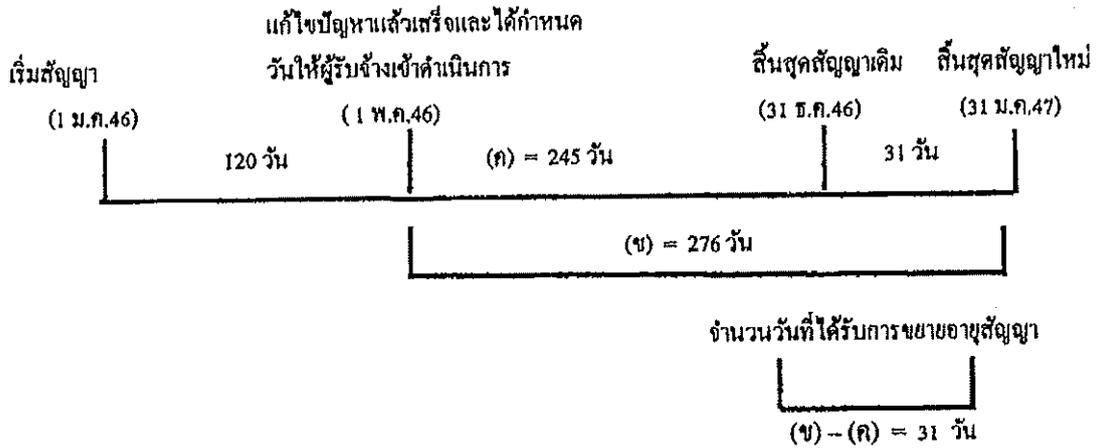 แก้ไขปัญหาแล้วเสร็จและได้กำหนด
เริ่มสัญญา วันให้ผู้รับจ้างเข้าดำเนินการ สิ้นสุดสัญญาเดิม สิ้นสุดสัญญาใหม่
(1 ม.ค.46) (1 พ.ค.46) (31 ธ.ค.46) (31 ม.ค.47)
120 วัน (ค) = 245 วัน 31 วัน
(ข) = 276 วัน
จำนวนวันที่ได้รับการขยายอายุสัญญา
(ข) – (ค) = 31 วัน